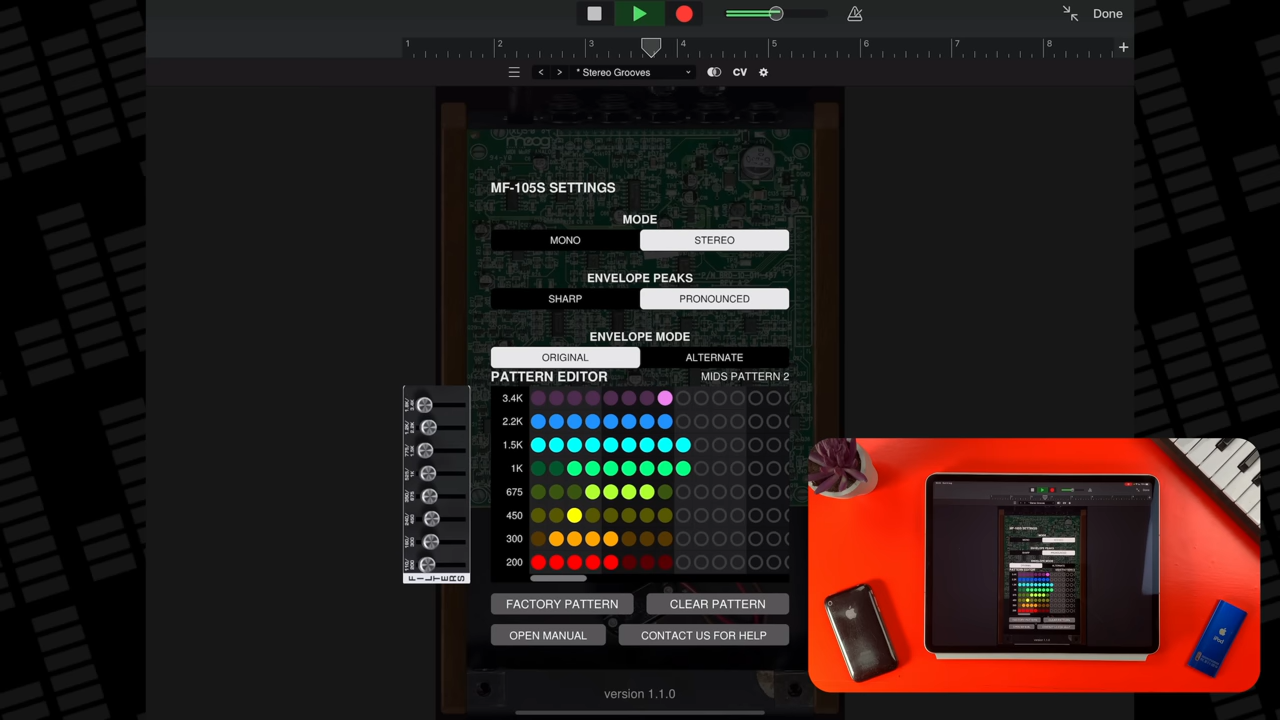 Done
1 2 3 4 5 6 7 8 +
* Stereo Grooves CV
moog
MF-105S SETTINGS
MODE
MONO STEREO
ENVELOPE PEAKS
SHARP PRONOUNCED
ENVELOPE MODE
ORIGINAL ALTERNATE
PATTERN EDITOR MIDS PATTERN 2
3.4K
2.2K
1.5K
1K
675
450
300
200
FILTERS
FACTORY PATTERN CLEAR PATTERN
OPEN MANUAL CONTACT US FOR HELP
version 1.1.0
iPod